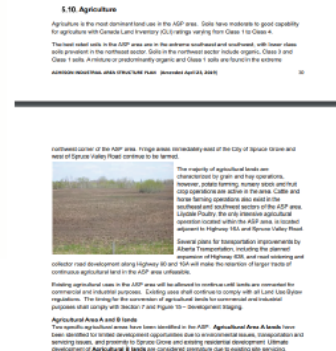 5.10. Agriculture
Agriculture is the most dominant land use in the ASP area. Soils have moderate to good capability
for agriculture with Canada Land Inventory (CLI) ratings varying from Class 1 to Class 4.
The best rated soils in the ASP area are in the extreme southeast and southwest, with lower class
soils prevalent in the northeast sector. Soils in the northwest sector include organic, Class 3 and
Class 1 soils. A mixture or predominantly organic and Class 1 soils are found in the extreme
ACHESON INDUSTRIAL AREA STRUCTURE PLAN (Amended April 23, 2019) 30
northwest corner of the ASP area. Fringe areas immediately east of the City of Spruce Grove and
west of Spruce Valley Road continue to be farmed.
The majority of agricultural lands are
characterized by grain and hay operations,
however, potato farming, nursery stock and fruit
crop operations are active in the area. Cattle and
horse farming operations also exist in the
southeast and southwest sectors of the ASP area.
Lilydale Poultry, the only intensive agricultural
operation located within the ASP area, is located
adjacent to Highway 16A and Spruce Valley Road.
Several plans for transportation improvements by
Alberta Transportation, including the planned
expansion of Highway 628, and road widening and
collector road development along Highway 60 and 16A will make the retention of larger tracts of
continuous agricultural land in the ASP area unfeasible.
Existing agricultural uses in the ASP area will be allowed to continue until lands are converted for
commercial and industrial purposes. Existing uses shall continue to comply with all Land Use Bylaw
regulations. The timing for the conversion of agricultural lands for commercial and industrial
purposes shall comply with Section 7 and Figure 15 – Development Staging.
Agricultural Area A and B lands
Two specific agricultural areas have been identified in the ASP. Agricultural Area A lands have
been identified for limited development opportunities due to environmental issues, transportation and
servicing issues, and proximity to Spruce Grove and existing residential development. Ultimate
development of Agricultural B lands are considered premature due to existing site servicing,